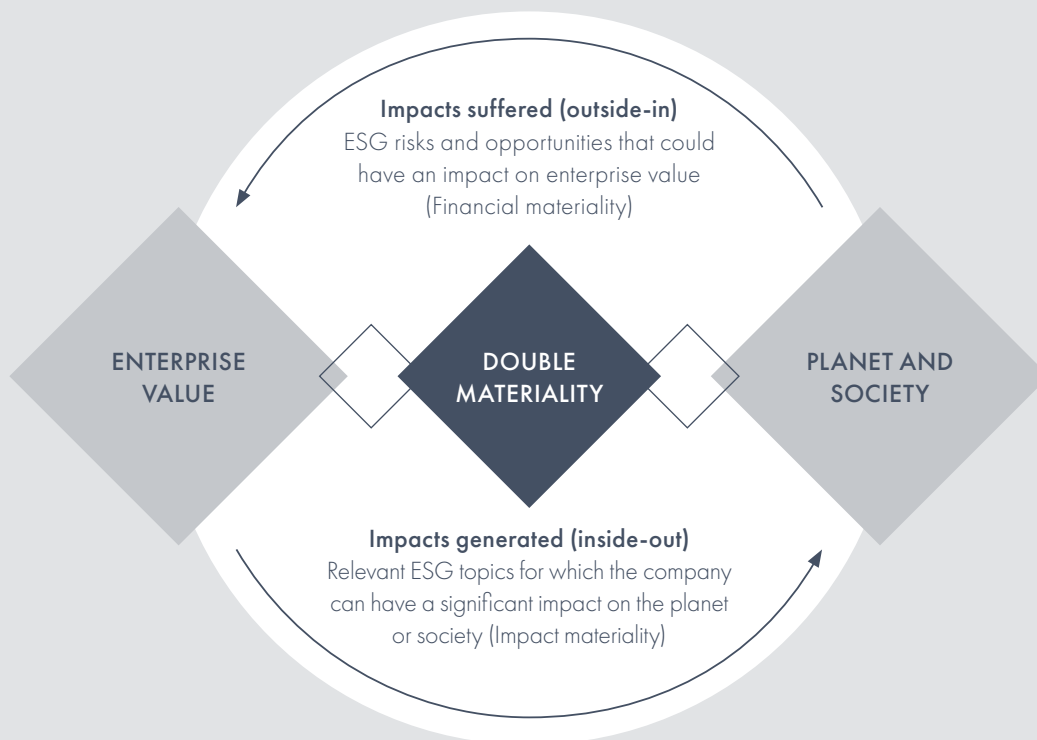 Impacts suffered (outside-in)
ESG risks and opportunities that could
have an impact on enterprise value
(Financial materiality)
ENTERPRISE
VALUE
DOUBLE
MATERIALITY
PLANET AND
SOCIETY
Impacts generated (inside-out)
Relevant ESG topics for which the company
can have a significant impact on the planet
or society (Impact materiality)